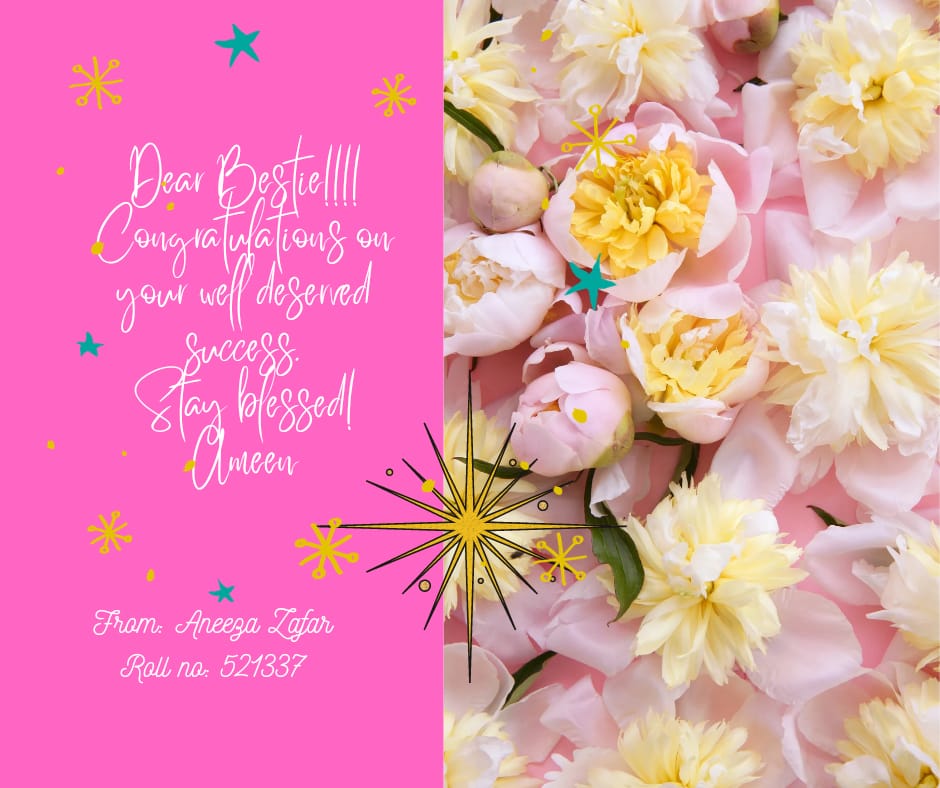 Dear Bestie!!!!
Congratulations on
your well deserved
success.
Stay blessed!
Ameen
From: Aneeza Zafar
Roll no: 521337